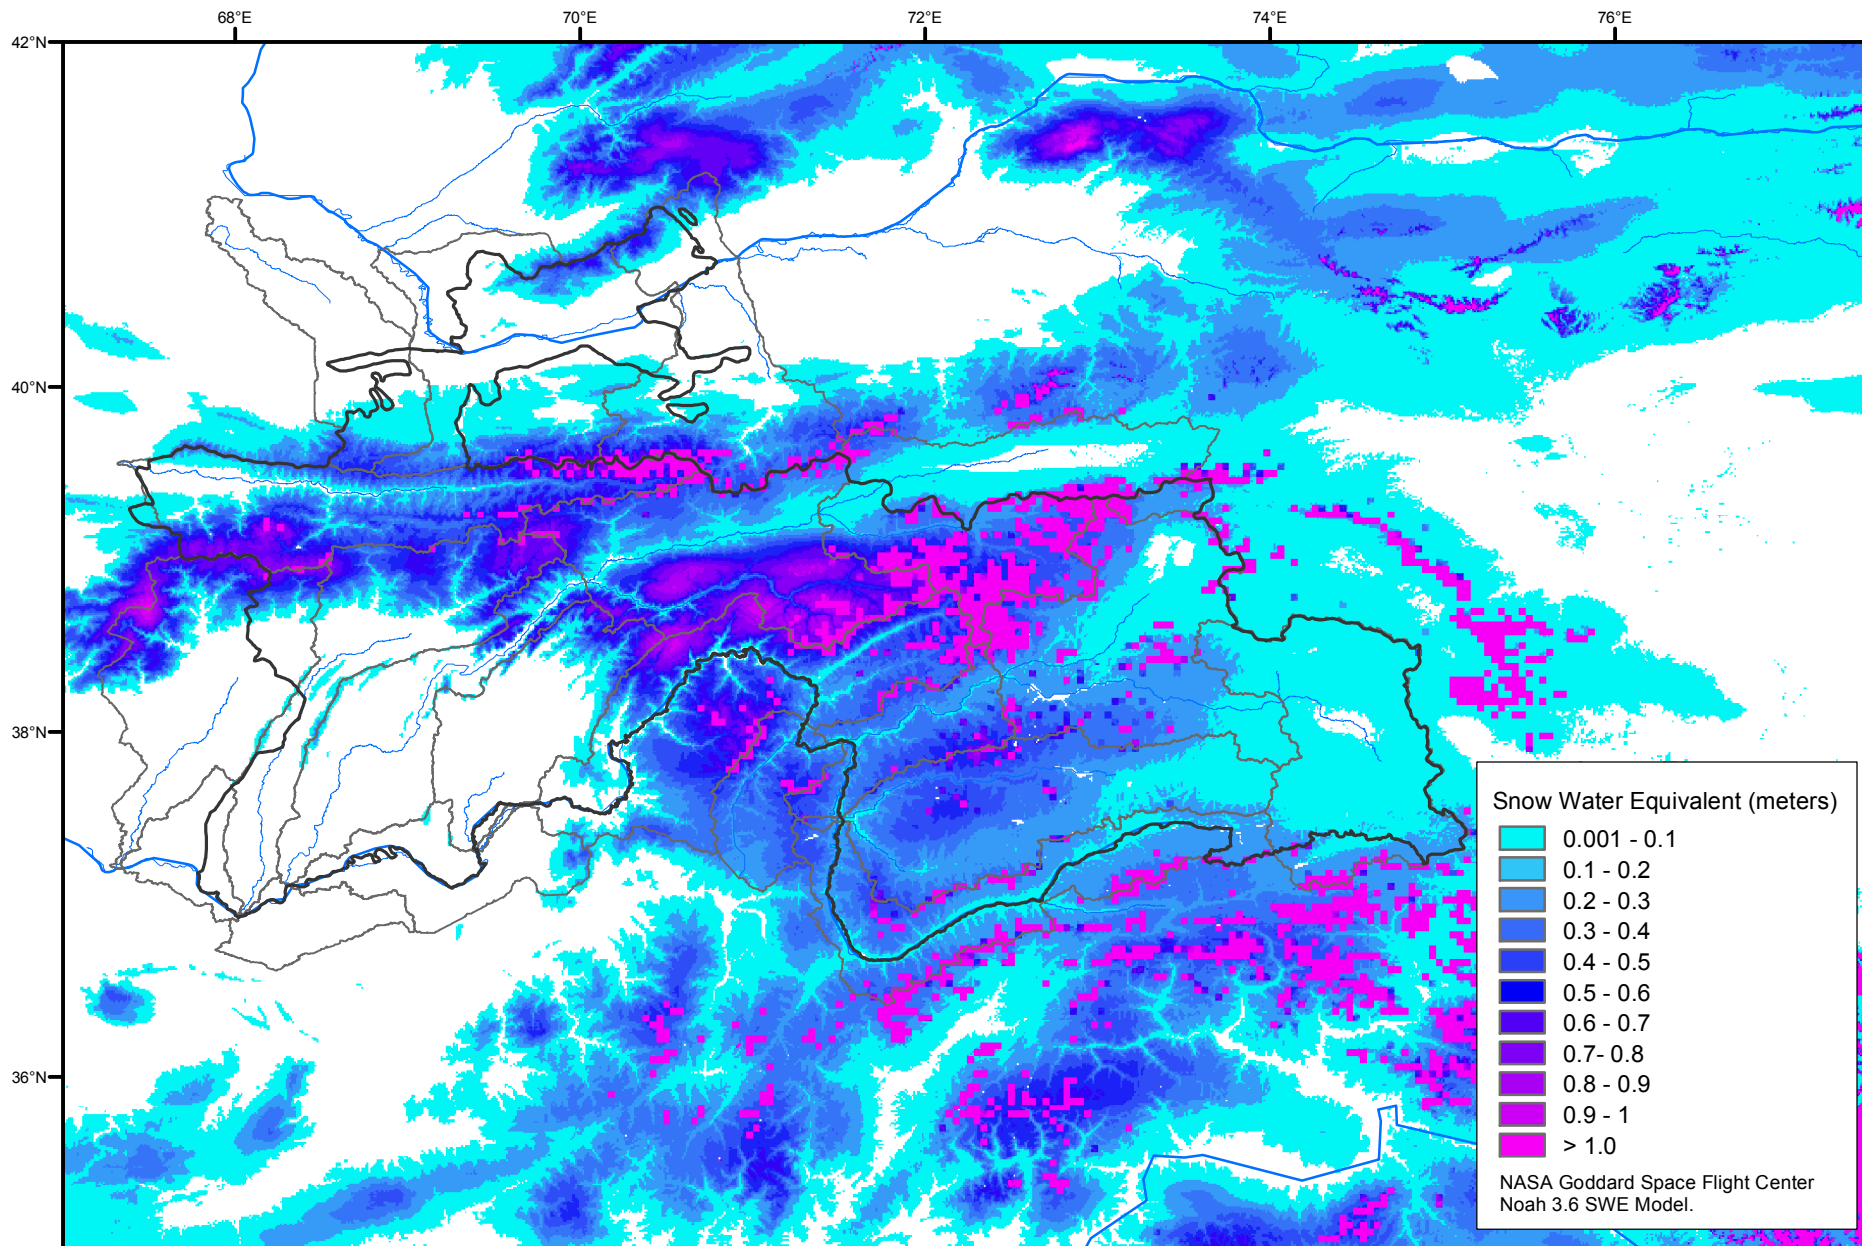 68°E 70°E 72°E 74°E 76°E
42°N
40°N
38°N
36°N
Snow Water Equivalent (meters)
0.001 - 0.1
0.1 - 0.2
0.2 - 0.3
0.3 - 0.4
0.4 - 0.5
0.5 - 0.6
0.6 - 0.7
0.7- 0.8
0.8 - 0.9
0.9 - 1
> 1.0
NASA Goddard Space Flight Center
Noah 3.6 SWE Model.